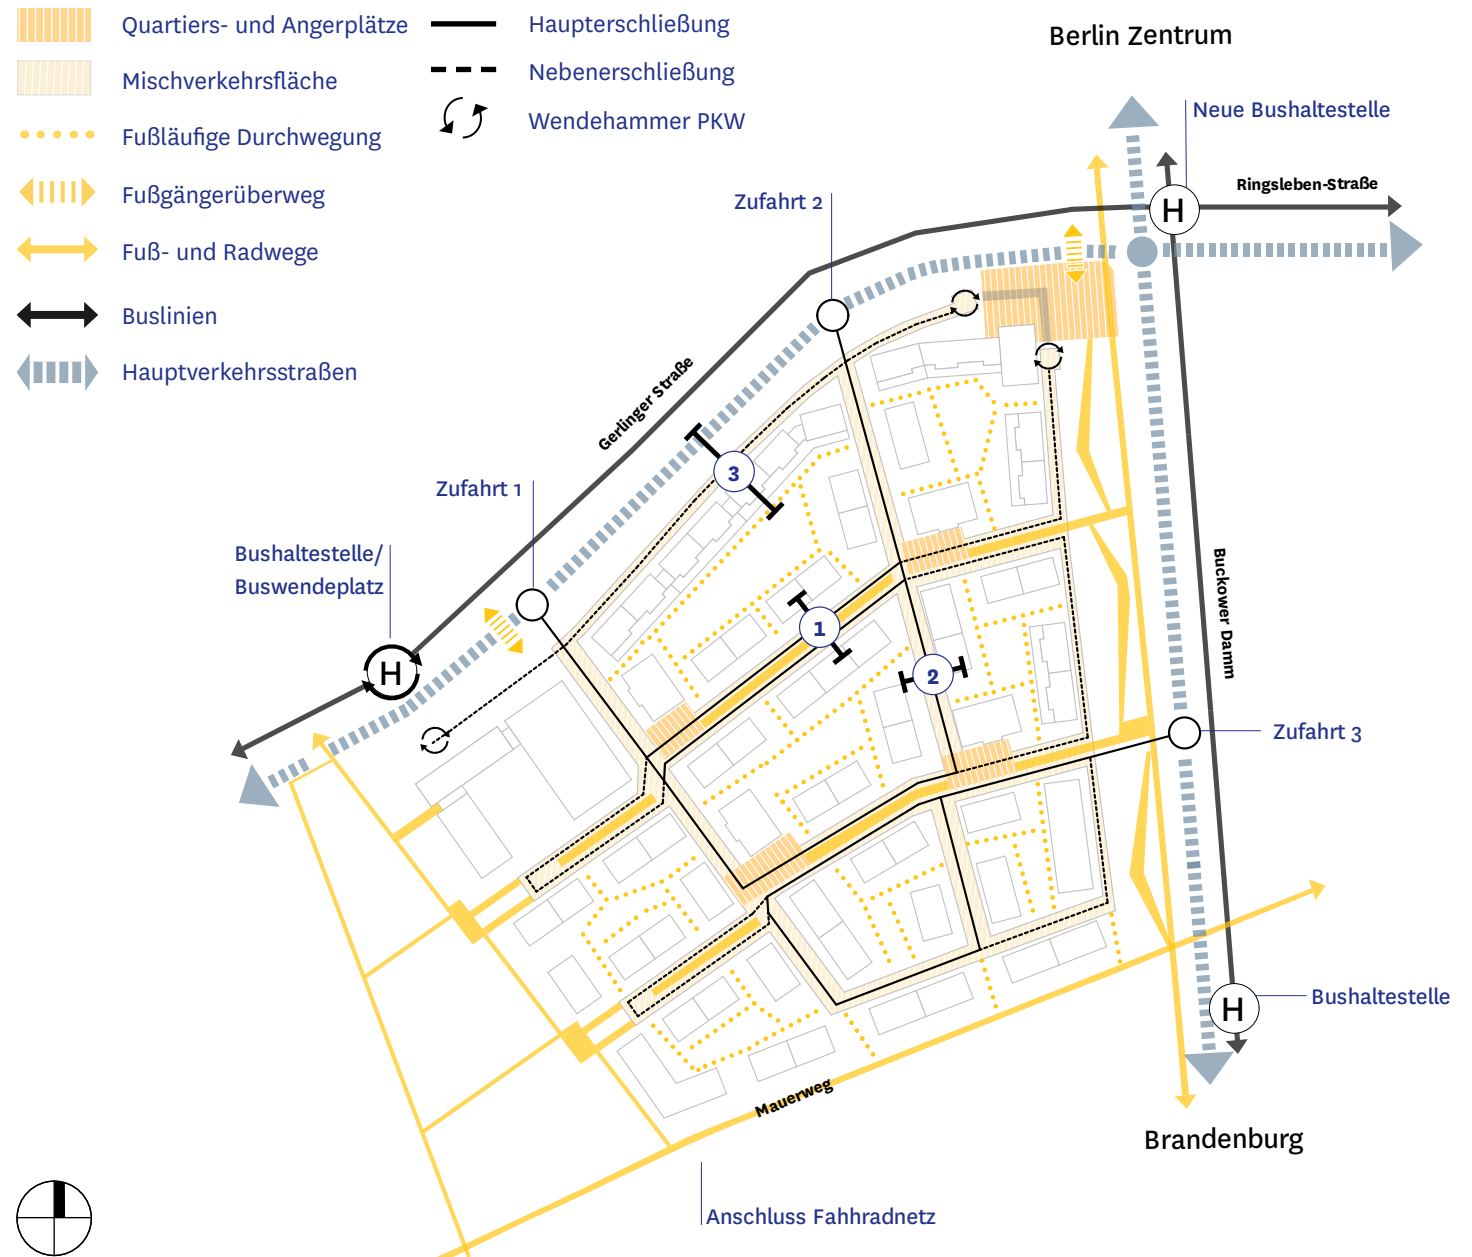 Quartiers- und Angerplätze
Mischverkehrsfläche
Fußläufige Durchwegung
Fußgängerüberweg
Fuß- und Radwege
Buslinien
Hauptverkehrsstraßen
Haupterschließung
Nebenerschließung
Wendehammer PKW
Berlin Zentrum
Neue Bushaltestelle
Ringsleben-Straße
H
Zufahrt 2
Gerlinger Straße
3
Zufahrt 1
Bushaltestelle/
Buswendeplatz
H
1
2
Buckower Damm
Zufahrt 3
Bushaltestelle
H
Mauerweg
Brandenburg
Anschluss Fahhradnetz